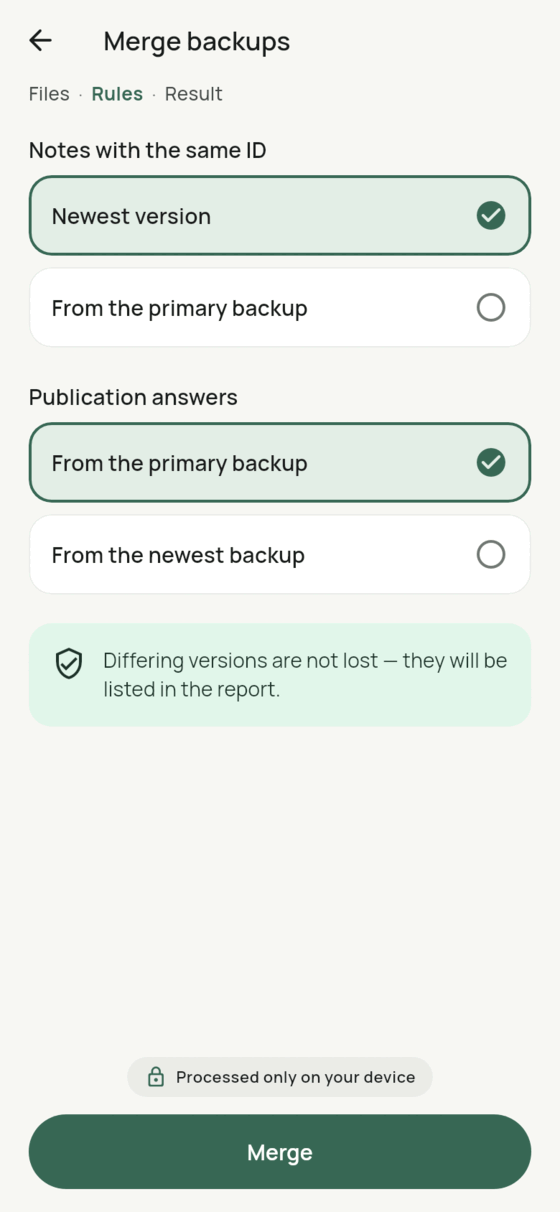 Merge backups
Files · Rules · Result
Notes with the same ID
Newest version
From the primary backup
Publication answers
From the primary backup
From the newest backup
Differing versions are not lost — they will be
listed in the report.
Processed only on your device
Merge